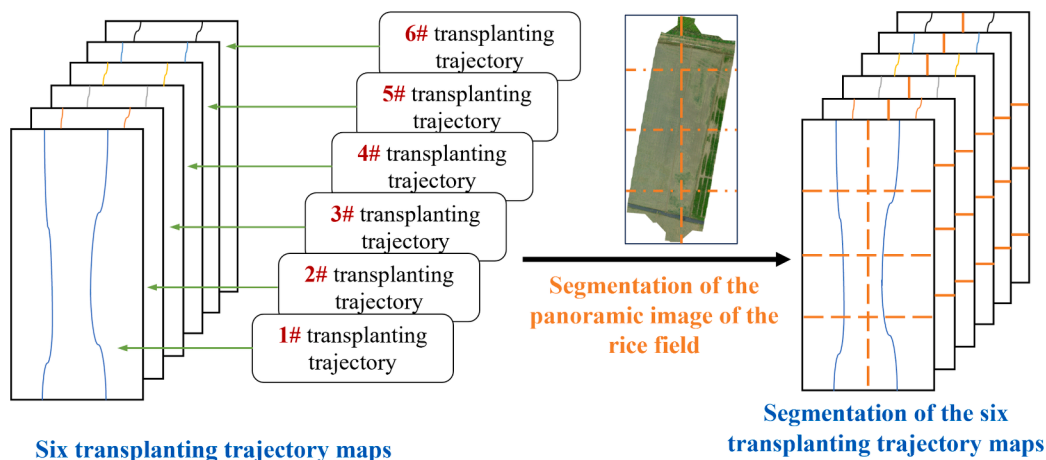 6# transplanting
trajectory
5# transplanting
trajectory
4# transplanting
trajectory
3# transplanting
trajectory
2# transplanting
trajectory
1# transplanting
trajectory
Segmentation of the
panoramic image of the
rice field
Six transplanting trajectory maps
Segmentation of the six
transplanting trajectory maps